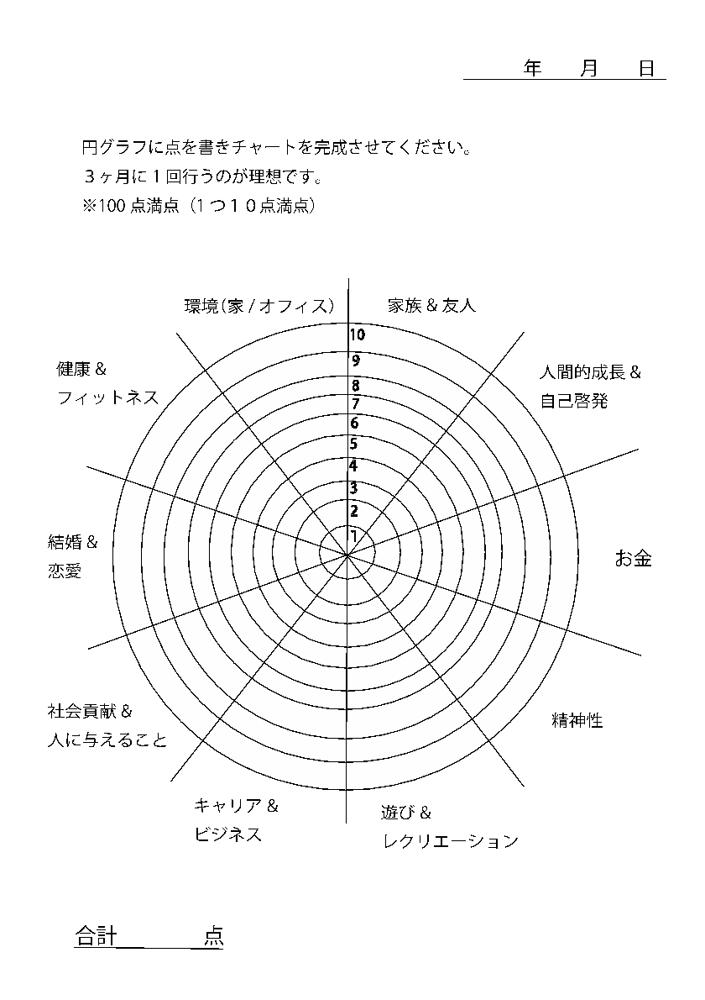 年　月　日
円グラフに点を書きチャートを完成させてください。
３ヶ月に１回行うのが理想です。
※100 点満点（1 つ１０点満点）
環境（家 / オフィス）
家族 & 友人
10
9
8
7
6
5
4
3
2
1
健康 &
フィットネス
人間的成長 &
自己啓発
結婚 &
恋愛
お金
社会貢献 &
人に与えること
精神性
キャリア &
ビジネス
遊び &
レクリエーション
合計　　　点